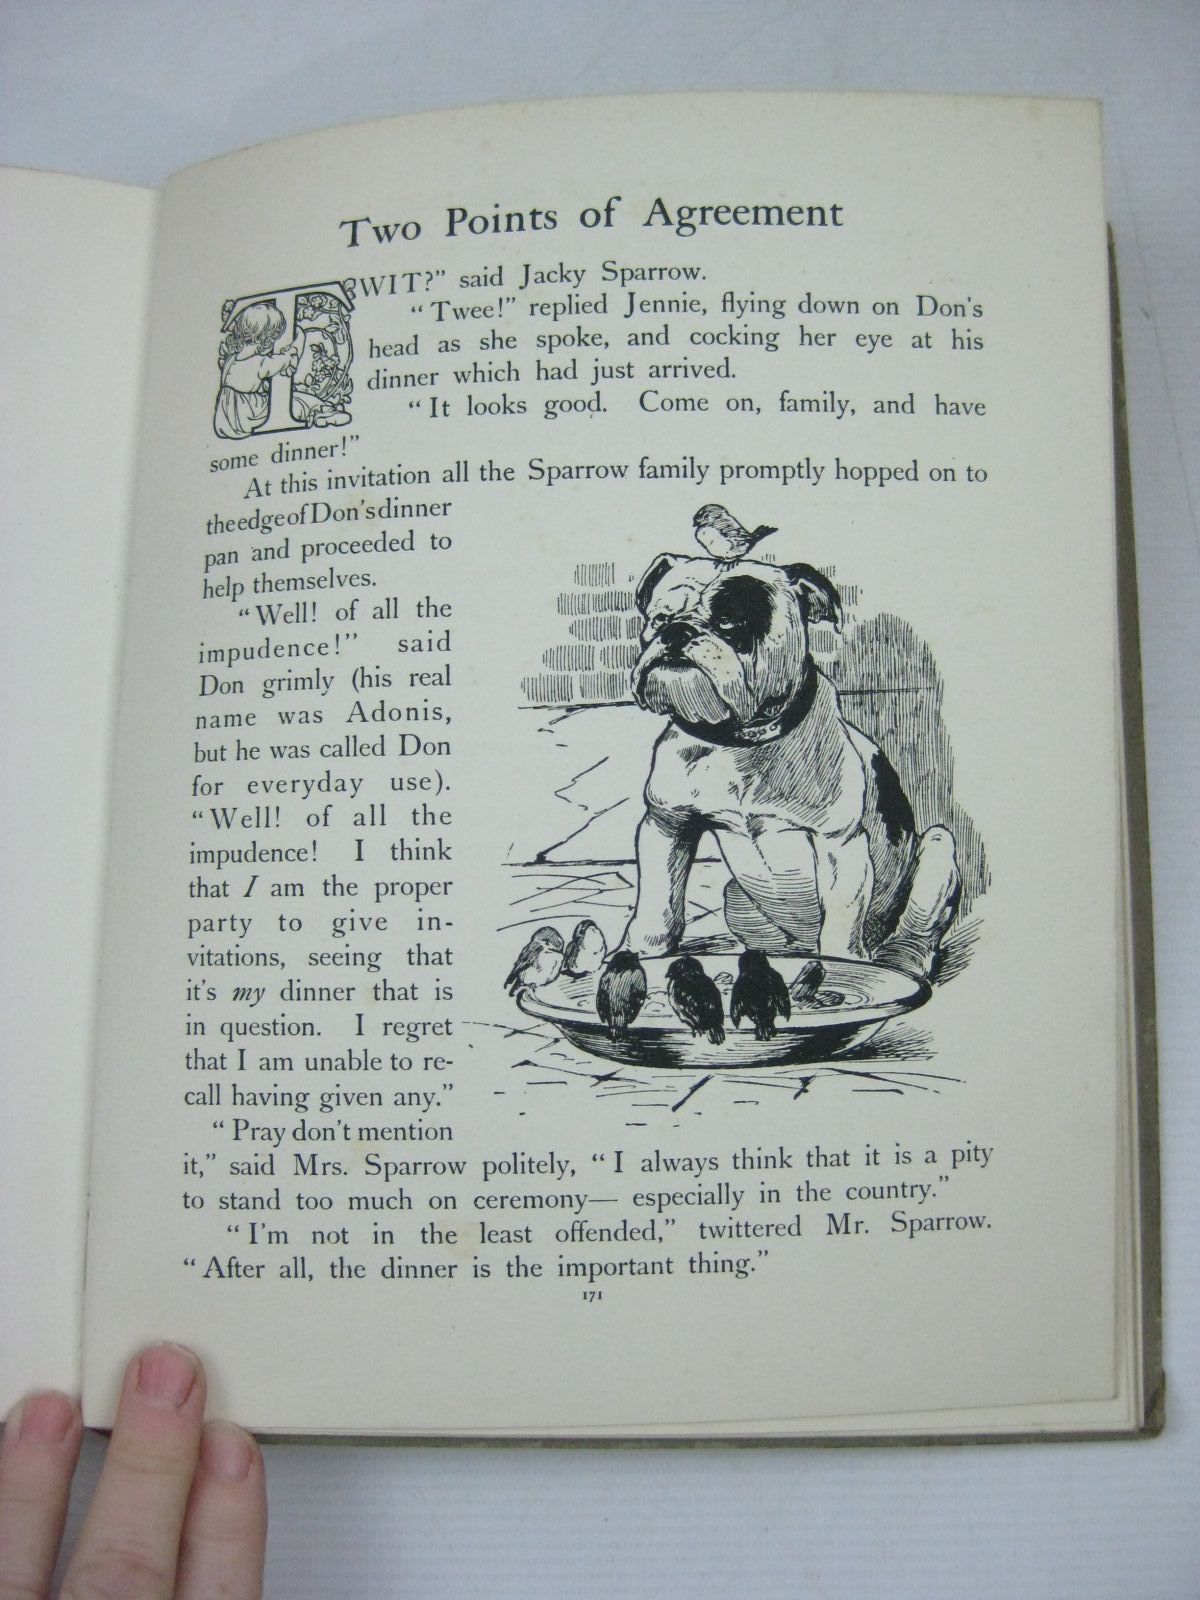 Two Points of Agreement
TWIT?” said Jacky Sparrow.
“Twee!” replied Jennie, flying down on Don's
head as she spoke, and cocking her eye at his
dinner which had just arrived.
“It looks good. Come on, family, and have
some dinner!”
At this invitation all the Sparrow family promptly hopped on to
the edge of Don's dinner
pan and proceeded to
help themselves.
“Well! of all the
impudence!” said
Don grimly (his real
name was Adonis,
but he was called Don
for everyday use).
“Well! of all the
impudence! I think
that I am the proper
party to give in-
vitations, seeing that
it's my dinner that is
in question. I regret
that I am unable to re-
call having given any.”
“Pray don't mention
it,” said Mrs. Sparrow politely, “I always think that it is a pity
to stand too much on ceremony— especially in the country.”
“I'm not in the least offended,” twittered Mr. Sparrow.
“After all, the dinner is the important thing.”
171